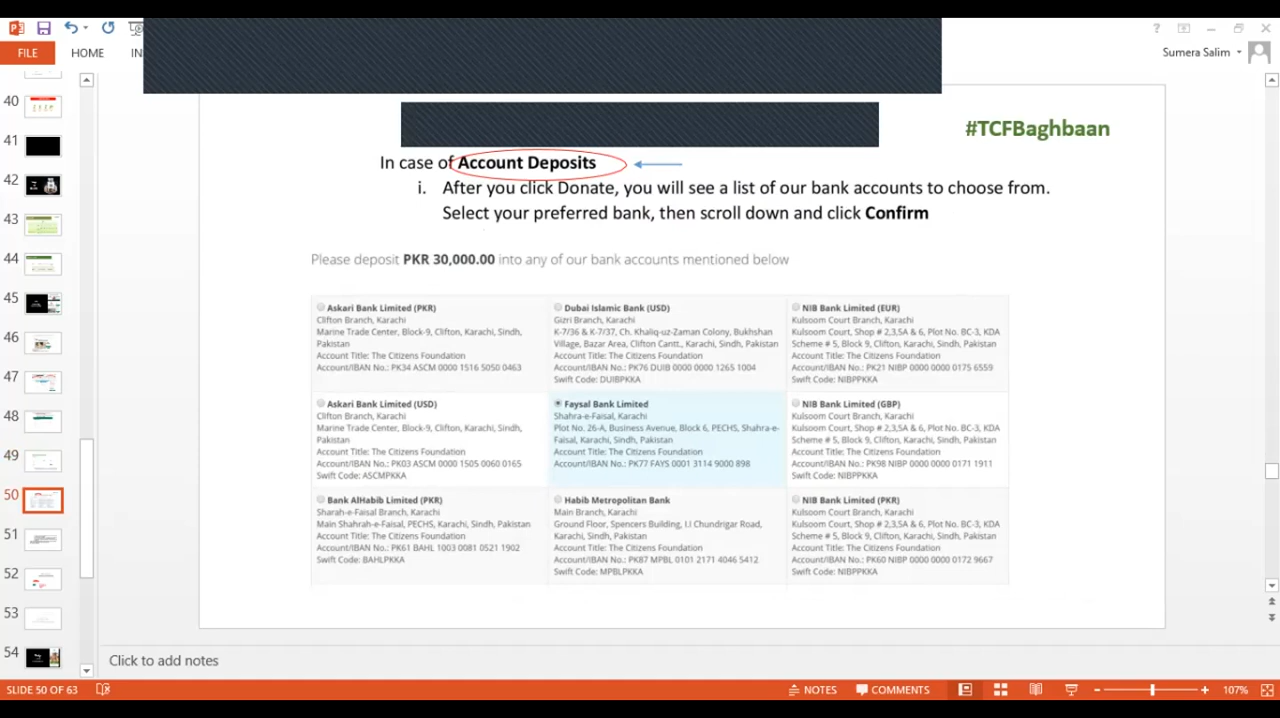 ?
Sumera Salim
FILE
HOME
IN
40
41
42
43
44
45
46
47
48
49
50
51
52
53
54
#TCFBaghbaan
In case of Account Deposits
i. After you click Donate, you will see a list of our bank accounts to choose from.
Select your preferred bank, then scroll down and click Confirm
Please deposit PKR 30,000.00 into any of our bank accounts mentioned below
Askari Bank Limited (PKR)
Clifton Branch, Karachi
Marine Trade Center, Block-9, Clifton, Karachi, Sindh,
Pakistan
Account Title: The Citizens Foundation
Account/IBAN No.: PK34 ASCM 0000 1516 5050 0463
Dubai Islamic Bank (USD)
Gizri Branch, Karachi
K-7/36 & K-7/37, Ch. Khaliq-uz-Zaman Colony, Bukhshan
Village, Bazar Area, Clifton Cantt., Karachi, Sindh, Pakistan
Account Title: The Citizens Foundation
Account/IBAN No.: PK76 DUIB 0000 0000 1265 1004
Swift Code: DUIBPKKA
NIB Bank Limited (EUR)
Kulsoom Court Branch, Karachi
Kulsoom Court, Shop # 2,3,5A & 6, Plot No. BC-3, KDA
Scheme # 5, Block 9, Clifton, Karachi, Sindh, Pakistan
Account Title: The Citizens Foundation
Account/IBAN No.: PK21 NIBP 0000 0000 0175 6559
Swift Code: NIBPPKKA
Askari Bank Limited (USD)
Clifton Branch, Karachi
Marine Trade Center, Block-9, Clifton, Karachi, Sindh,
Pakistan
Account Title: The Citizens Foundation
Account/IBAN No.: PK03 ASCM 0000 1505 0060 0165
Swift Code: ASCMPKKA
Faysal Bank Limited
Shahra-e-Faisal, Karachi
Plot No. 26-A, Business Avenue, Block 6, PECHS, Shahra-e-
Faisal, Karachi, Sindh, Pakistan
Account Title: The Citizens Foundation
Account/IBAN No.: PK77 FAYS 0001 3114 9000 898
NIB Bank Limited (GBP)
Kulsoom Court Branch, Karachi
Kulsoom Court, Shop # 2,3,5A & 6, Plot No. BC-3, KDA
Scheme # 5, Block 9, Clifton, Karachi, Sindh, Pakistan
Account Title: The Citizens Foundation
Account/IBAN No.: PK98 NIBP 0000 0000 0171 1911
Swift Code: NIBPPKKA
Bank AlHabib Limited (PKR)
Sharah-e-Faisal Branch, Karachi
Main Shahrah-e-Faisal, PECHS, Karachi, Sindh, Pakistan
Account Title: The Citizens Foundation
Account/IBAN No.: PK61 BAHL 1003 0081 0521 1902
Swift Code: BAHLPKKA
Habib Metropolitan Bank
Main Branch, Karachi
Ground Floor, Spencers Building, I.I Chundrigar Road,
Karachi, Sindh, Pakistan
Account Title: The Citizens Foundation
Account/IBAN No.: PK87 MPBL 0101 2171 4046 5412
Swift Code: MPBLPKKA
NIB Bank Limited (PKR)
Kulsoom Court Branch, Karachi
Kulsoom Court, Shop # 2,3,5A & 6, Plot No. BC-3, KDA
Scheme # 5, Block 9, Clifton, Karachi, Sindh, Pakistan
Account Title: The Citizens Foundation
Account/IBAN No.: PK60 NIBP 0000 0000 0172 9667
Swift Code: NIBPPKKA
Click to add notes
SLIDE 50 OF 63
NOTES
COMMENTS
107%